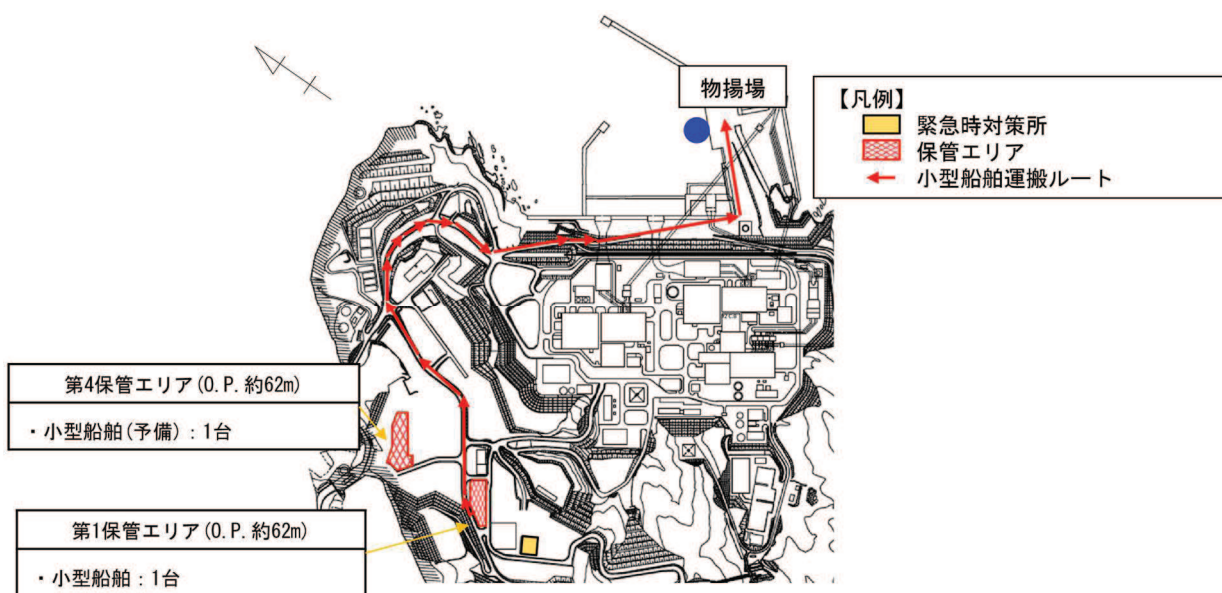 物揚場
【凡例】
緊急時対策所
保管エリア
小型船舶運搬ルート
第4保管エリア(O.P.約62m)
・小型船舶(予備):1台
第1保管エリア(O.P.約62m)
・小型船舶:1台